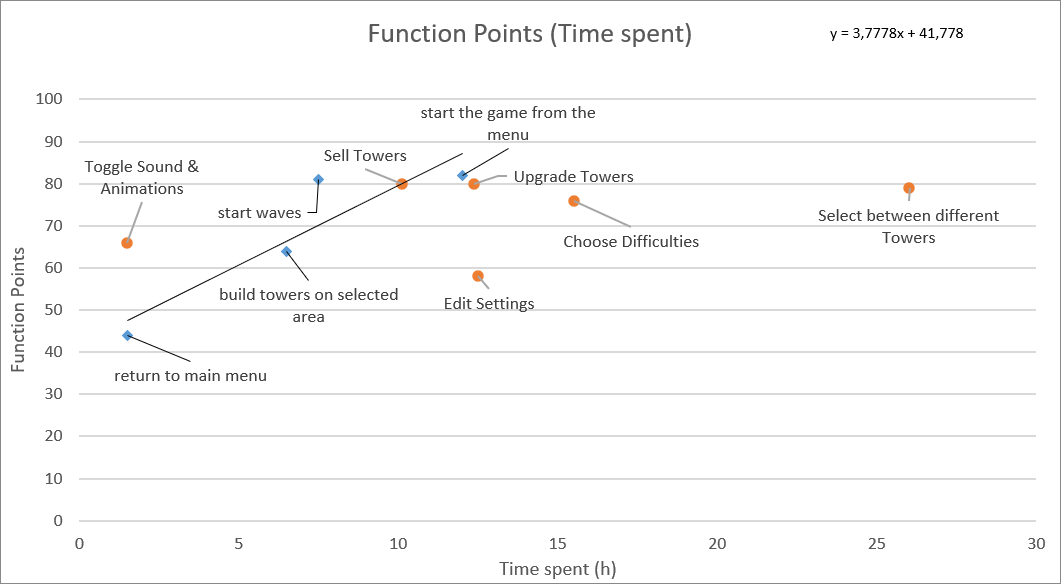 Function Points (Time spent)
y = 3,7778x + 41,778
100
90
80
70
60
50
40
30
20
10
0
Function Points
start the game from the
menu
Sell Towers
Toggle Sound &
Animations
Upgrade Towers
start waves
Select between different
Towers
Choose Difficulties
build towers on selected
area
Edit Settings
return to main menu
0
5
10
15
20
25
30
Time spent (h)